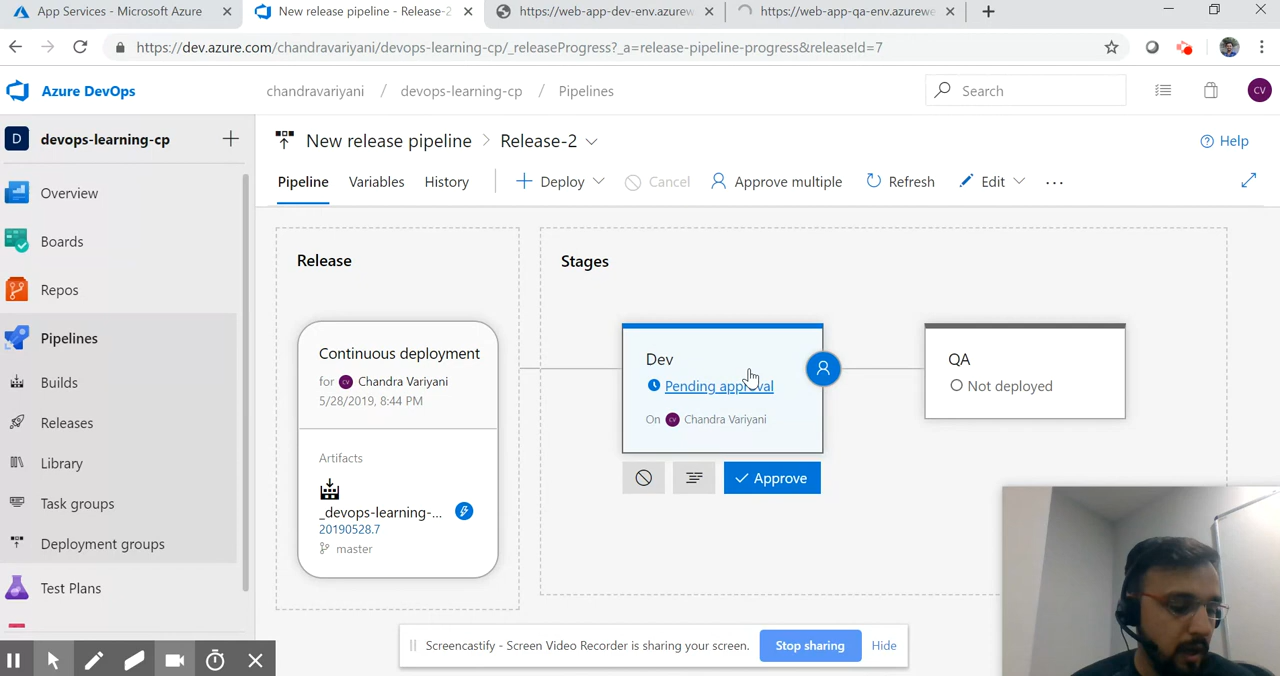 App Services - Microsoft Azure
New release pipeline - Release-2
https://web-app-dev-env.azurew
https://web-app-qa-env.azurewe
https://dev.azure.com/chandravariyani/devops-learning-cp/_releaseProgress?_a=release-pipeline-progress&releaseId=7
Azure DevOps
chandravariyani / devops-learning-cp / Pipelines
Search
CV
D
devops-learning-cp
New release pipeline > Release-2
Help
Overview
Boards
Repos
Pipelines
Builds
Releases
Library
Task groups
Deployment groups
Test Plans
Pipeline
Variables
History
Deploy
Cancel
Approve multiple
Refresh
Edit
...
Release
Continuous deployment
for CV Chandra Variyani
5/28/2019, 8:44 PM
Artifacts
_devops-learning-...
20190528.7
master
Stages
Dev
Pending approval
On CV Chandra Variyani
Approve
QA
Not deployed
Screencastify - Screen Video Recorder is sharing your screen.
Stop sharing
Hide